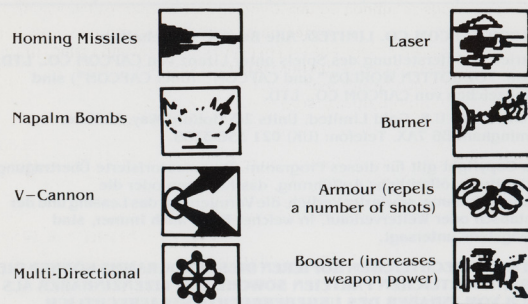 Homing Missiles
Napalm Bombs
V–Cannon
Multi-Directional
Laser
Burner
Armour (repels
a number of shots)
Booster (increases
weapon power)